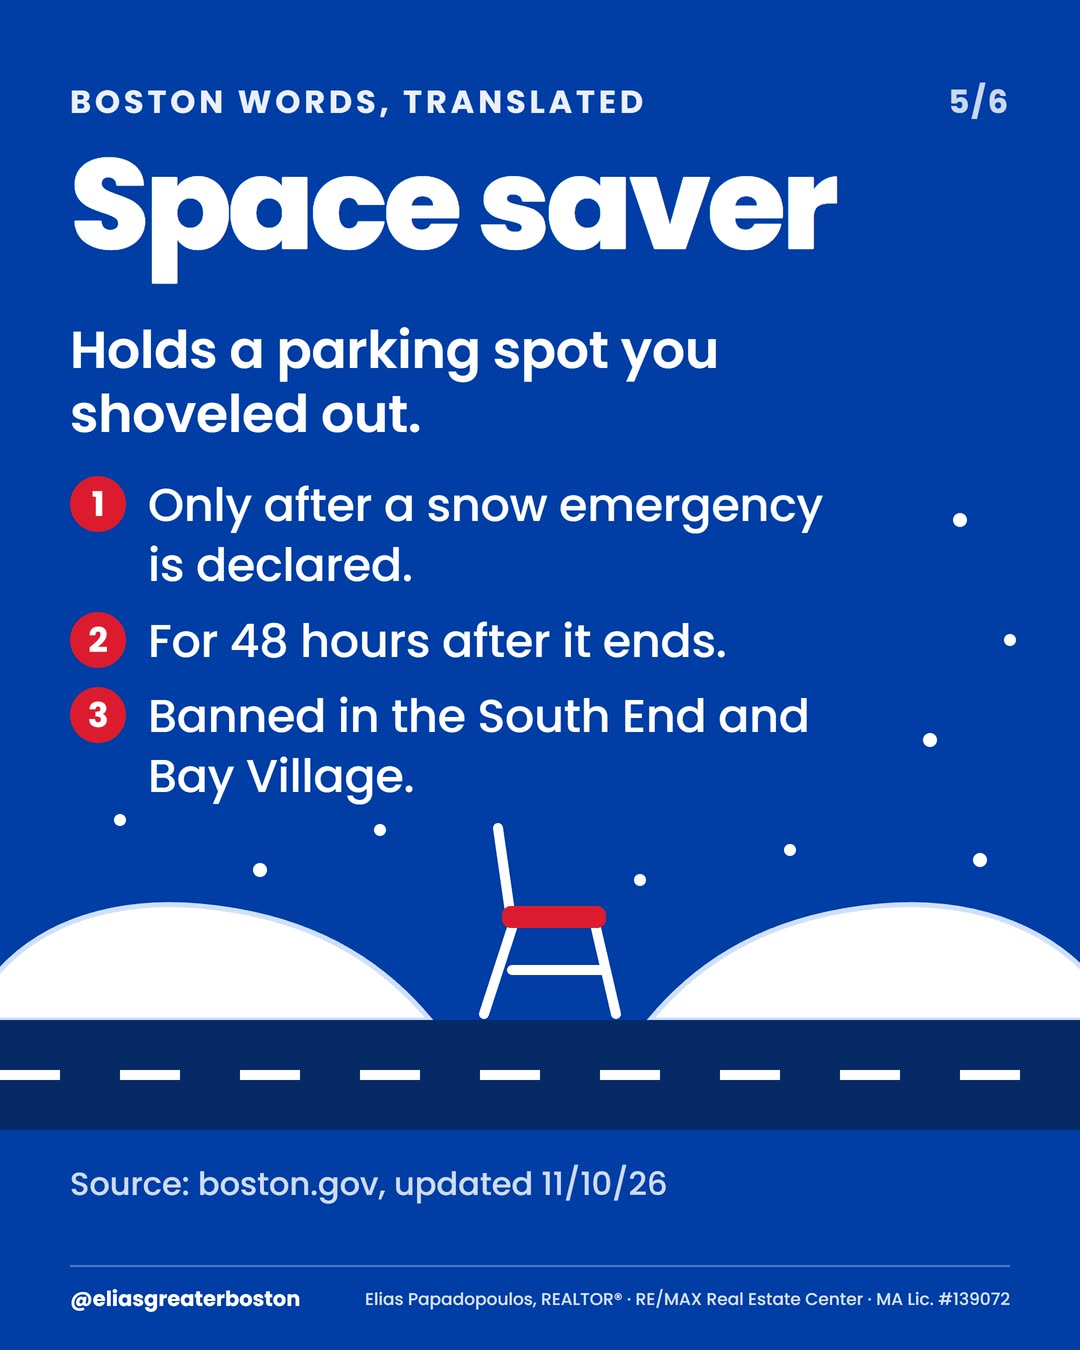 BOSTON WORDS, TRANSLATED 5/6
Space saver
Holds a parking spot you
shoveled out.
1 Only after a snow emergency
is declared.
2 For 48 hours after it ends.
3 Banned in the South End and
Bay Village.
Source: boston.gov, updated 11/10/26
@eliasgreaterboston Elias Papadopoulos, REALTOR® · RE/MAX Real Estate Center · MA Lic. #139072